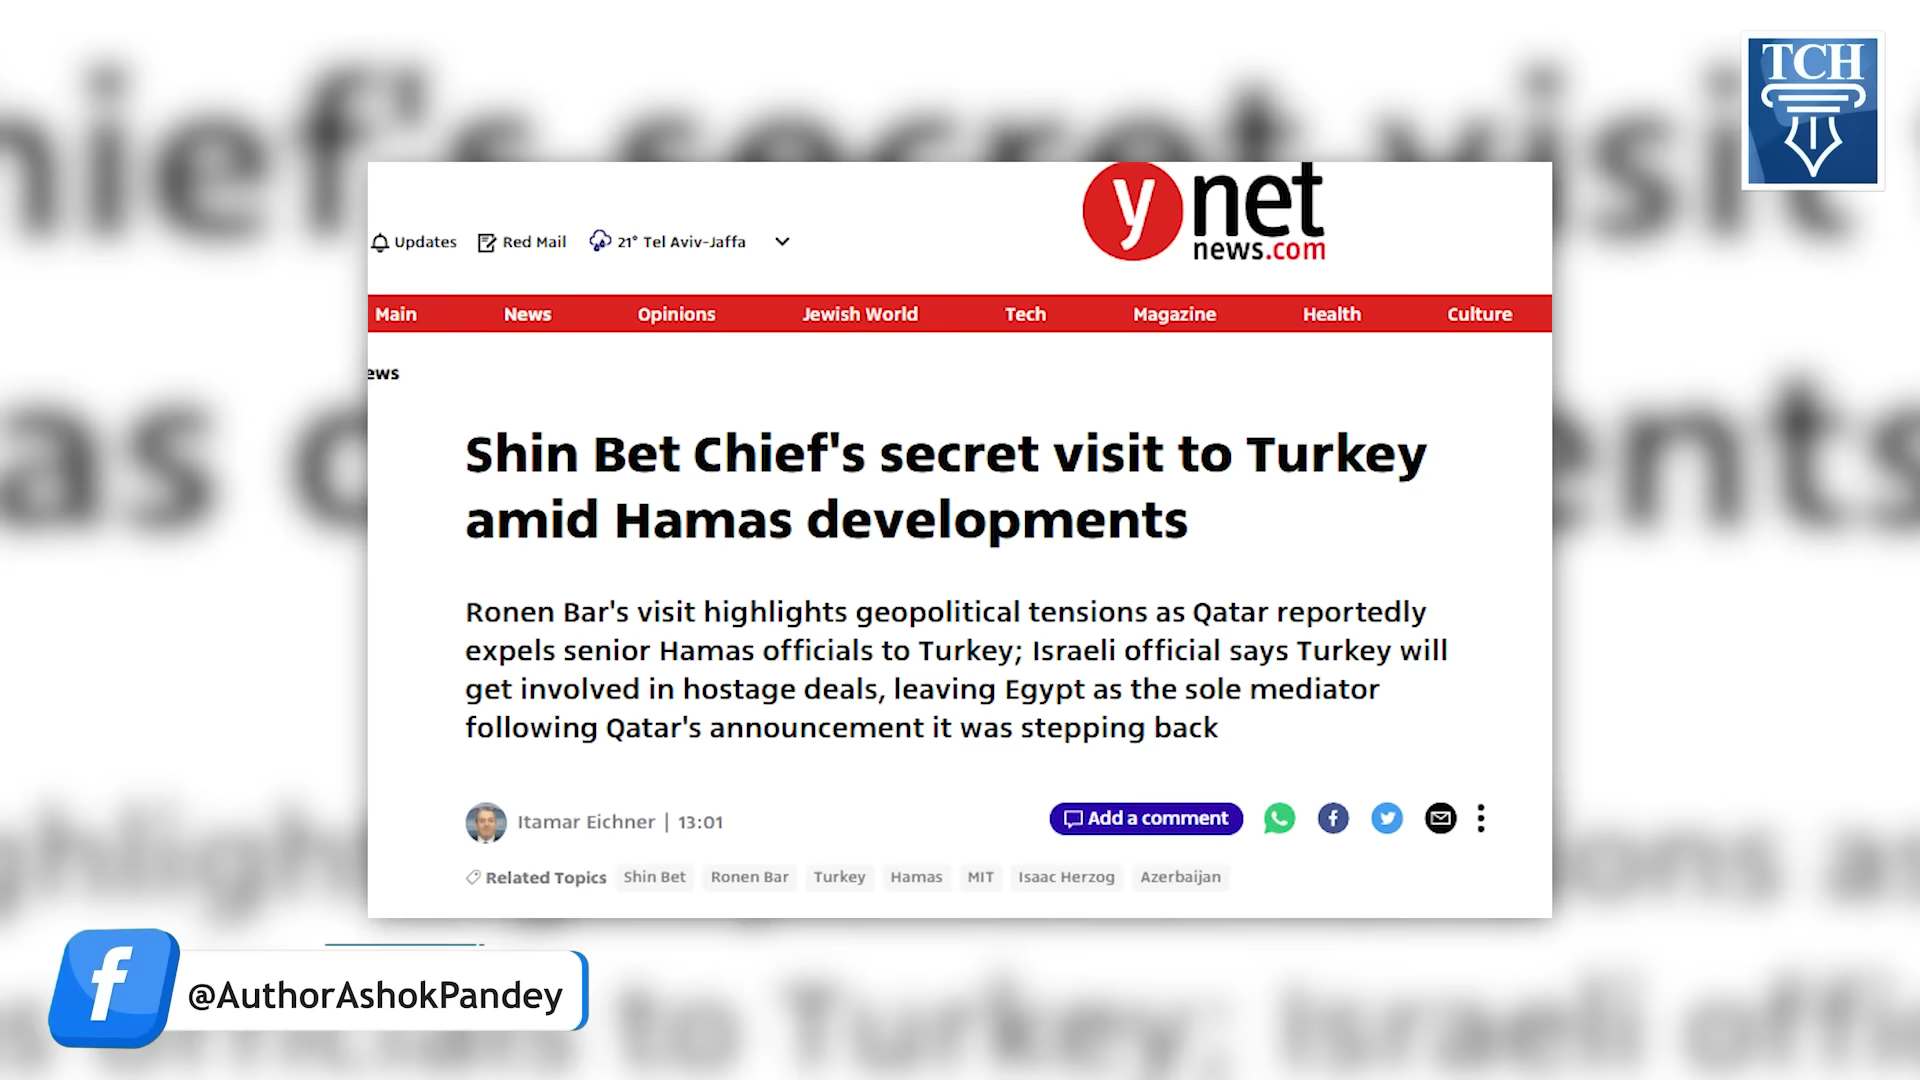 TCH
y net
news.com
Updates Red Mail 21° Tel Aviv-Jaffa
Main News Opinions Jewish World Tech Magazine Health Culture
ews
Shin Bet Chief's secret visit to Turkey
amid Hamas developments
Ronen Bar's visit highlights geopolitical tensions as Qatar reportedly
expels senior Hamas officials to Turkey; Israeli official says Turkey will
get involved in hostage deals, leaving Egypt as the sole mediator
following Qatar's announcement it was stepping back
Itamar Eichner | 13:01
Add a comment
Related Topics Shin Bet Ronen Bar Turkey Hamas MIT Isaac Herzog Azerbaijan
@AuthorAshokPandey